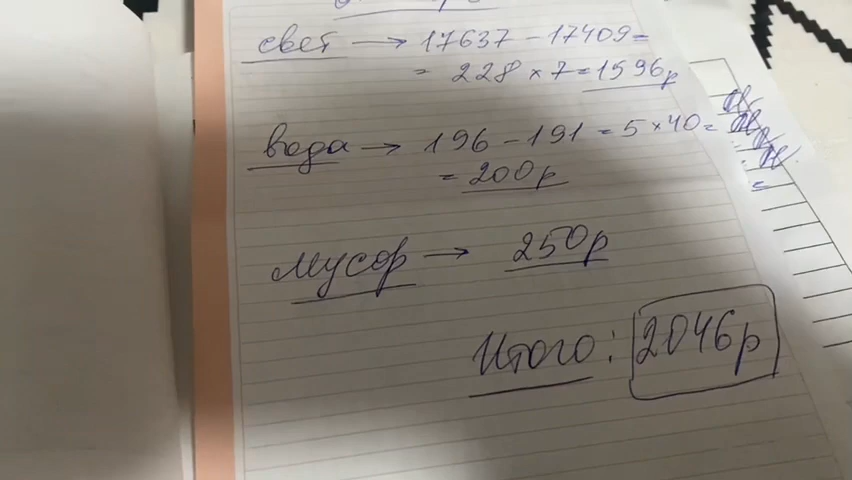 свет → 17637 - 17409 =
= 228 × 7 = 1596р
вода → 196 - 191 = 5 × 40 =
= 200р
мусор → 250р
Итого: 2046р